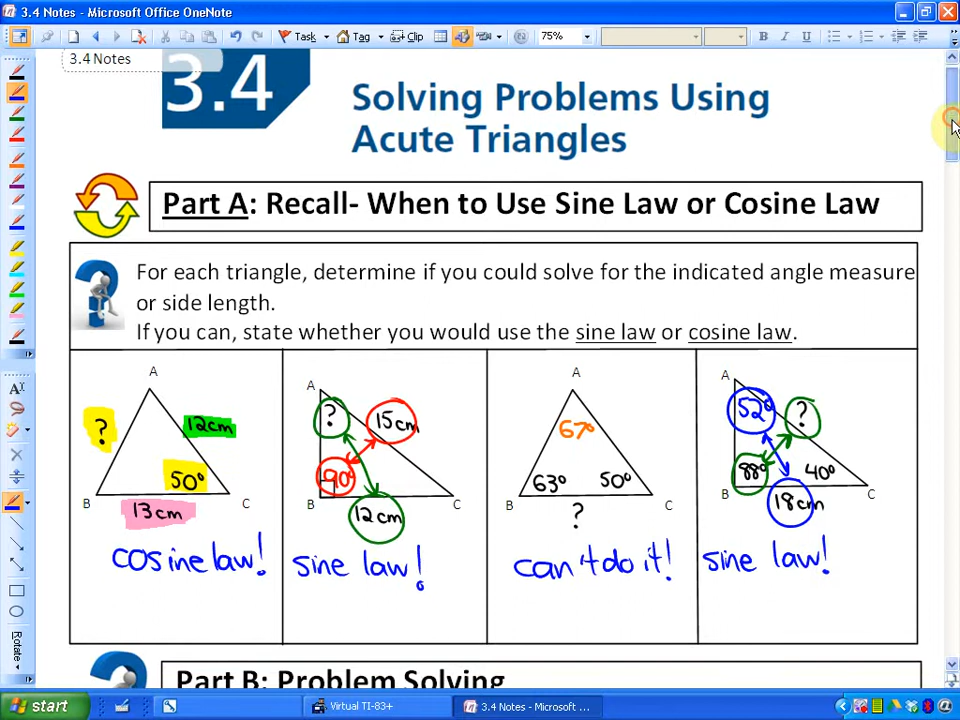 3.4 Notes - Microsoft Office OneNote
Task Tag Clip 75% B I U
3.4 Notes
3.4
Solving Problems Using
Acute Triangles
Part A: Recall- When to Use Sine Law or Cosine Law
For each triangle, determine if you could solve for the indicated angle measure
or side length.
If you can, state whether you would use the sine law or cosine law.
A
?
12cm
50°
B
C
13cm
cosine law!
A
?
15cm
90°
B
C
12cm
sine law!
A
67°
63°
50°
B
C
?
can't do it!
A
52°
?
88°
40°
B
C
18cm
sine law!
Part B: Problem Solving
Rotate
start
Virtual TI-83+
3.4 Notes - Microsoft ...